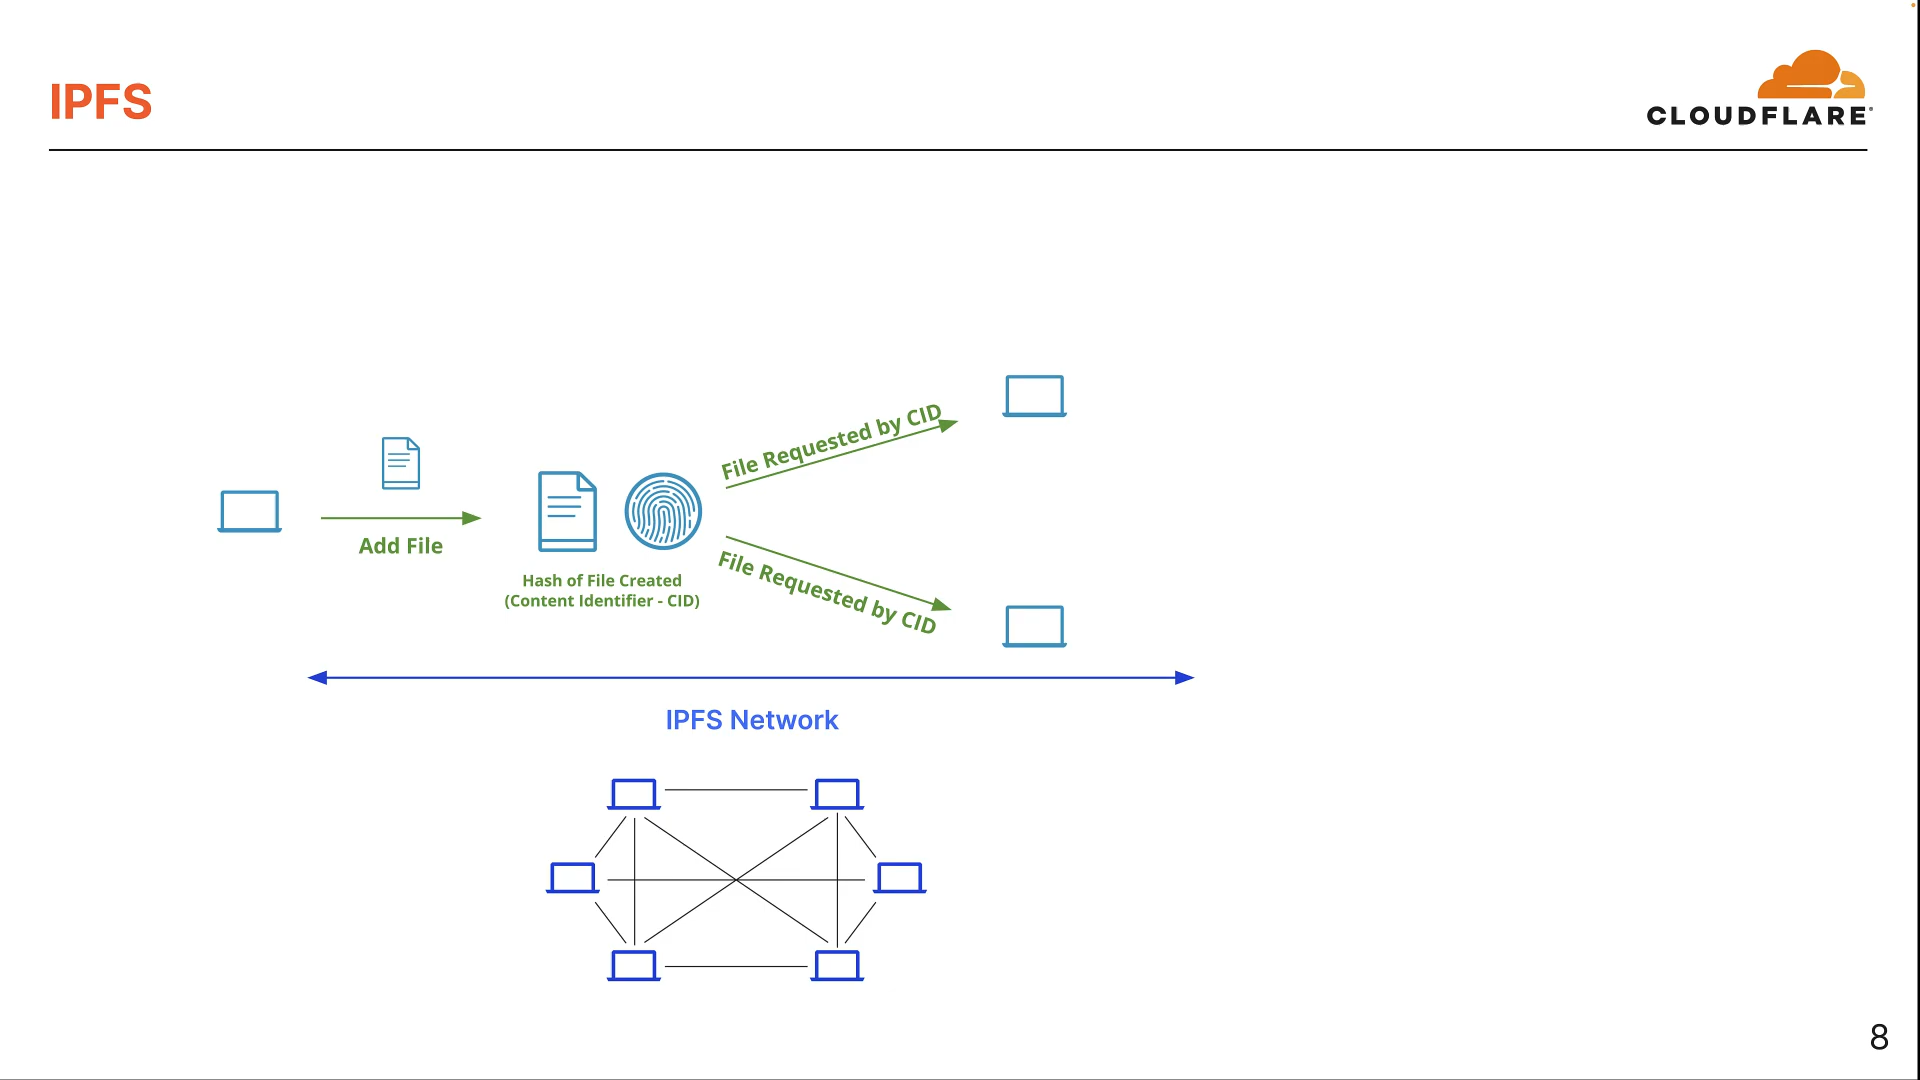 IPFS
CLOUDFLARE
File Requested by CID
Add File
Hash of File Created
(Content Identifier - CID)
File Requested by CID
IPFS Network
8